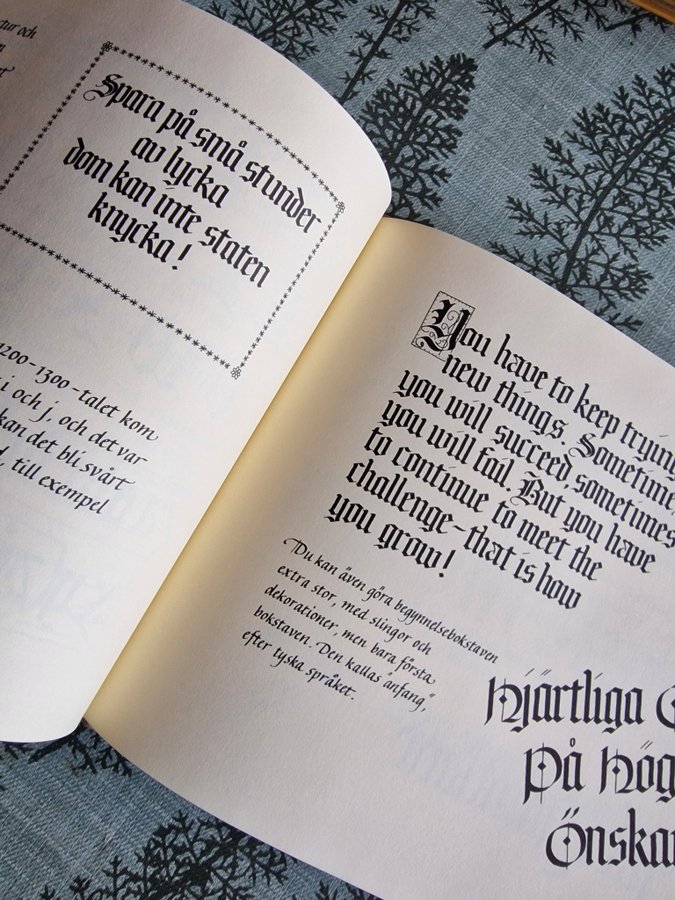 tur och
Spara på små stunder
av lycka
dom kan inte staten
knycka!
1200-1300-talet kom
i och j, och det var
kan det bli svårt
till exempel
You have to keep trying
new things. Sometimes
you will succeed, sometimes
you will fail. But you have
to continue to meet the
challenge - that is how
you grow!
Du kan även göra begynnelsebokstaven
extra stor, med slingor och
dekorationer, men bara första
bokstaven. Den kallas "anfang,"
efter tyska språket.
Hjärtliga G
På Hög
Önskar